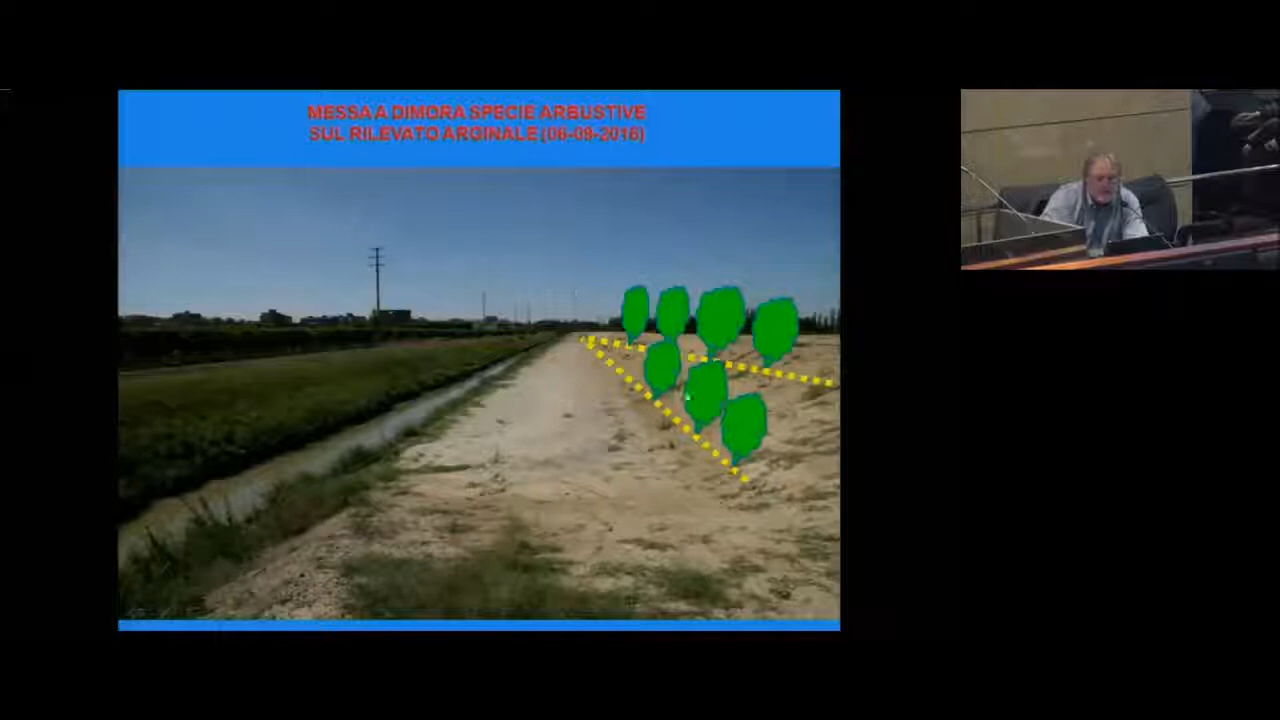 MESSA A DIMORA SPECIE ARBUSTIVE
SUL RILEVATO ARGINALE (06-09-2016)